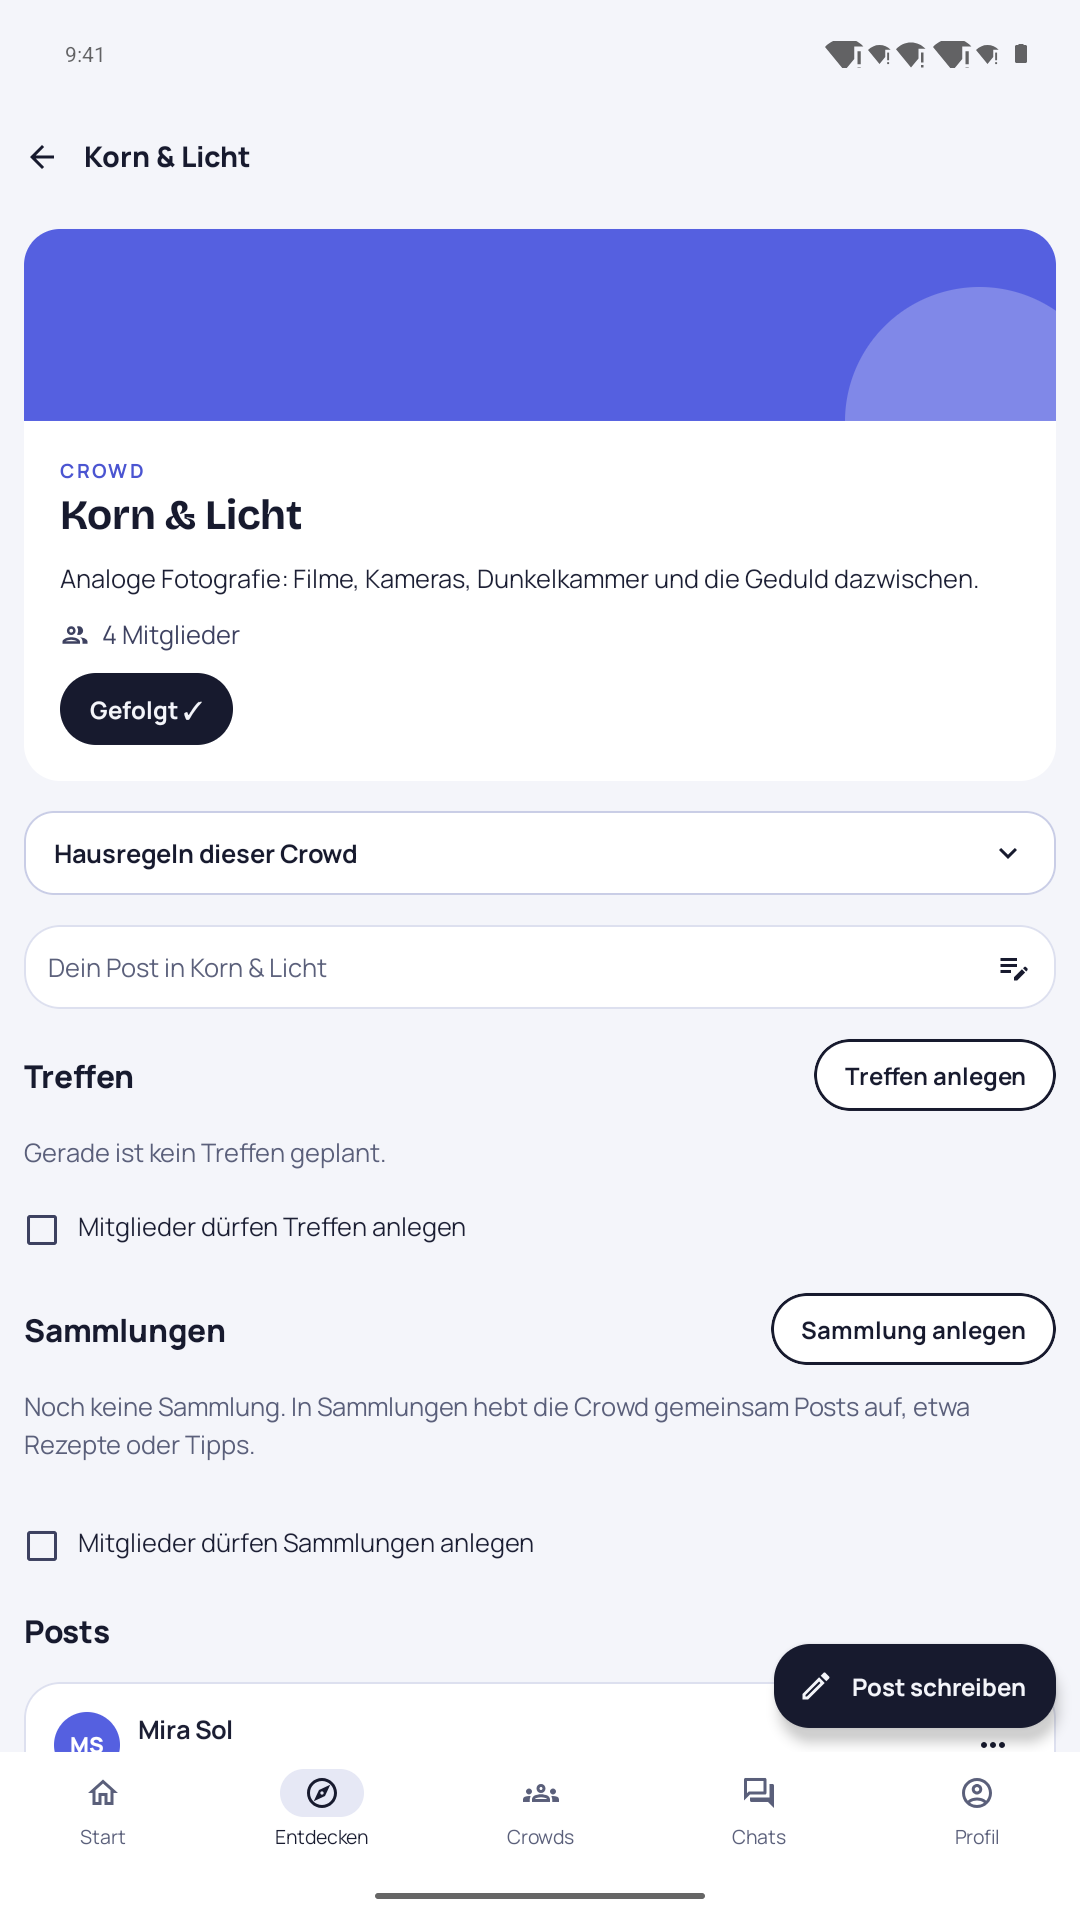 9:41
Korn & Licht
CROWD
Korn & Licht
Analoge Fotografie: Filme, Kameras, Dunkelkammer und die Geduld dazwischen.
4 Mitglieder
Gefolgt ✓
Hausregeln dieser Crowd
Dein Post in Korn & Licht
Treffen
Treffen anlegen
Gerade ist kein Treffen geplant.
Mitglieder dürfen Treffen anlegen
Sammlungen
Sammlung anlegen
Noch keine Sammlung. In Sammlungen hebt die Crowd gemeinsam Posts auf, etwa
Rezepte oder Tipps.
Mitglieder dürfen Sammlungen anlegen
Posts
Post schreiben
MS
Mira Sol
Start
Entdecken
Crowds
Chats
Profil